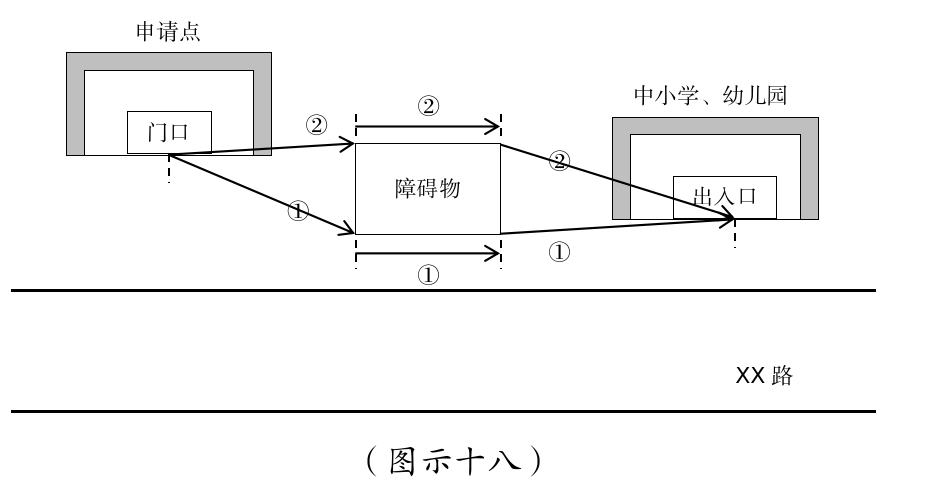 申请点
中小学、幼儿园
②
②
门口
②
障碍物
出入口
①
①
①
XX 路
（图示十八）